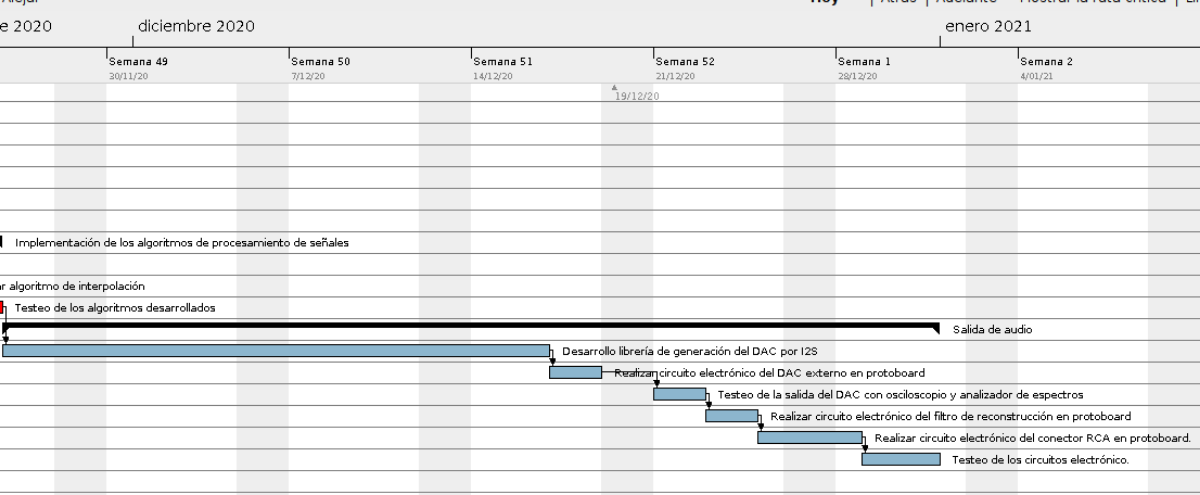 Alejar Hoy | Atrás | Adelante Mostrar la ruta crítica |
e 2020 diciembre 2020 enero 2021
Semana 49 Semana 50 Semana 51 Semana 52 Semana 1 Semana 2
30/11/20 7/12/20 14/12/20 21/12/20 28/12/20 4/01/21
19/12/20
Implementación de los algoritmos de procesamiento de señales
ar algoritmo de interpolación
Testeo de los algoritmos desarrollados
Salida de audio
Desarrollo librería de generación del DAC por I2S
Realizar circuito electrónico del DAC externo en protoboard
Testeo de la salida del DAC con osciloscopio y analizador de espectros
Realizar circuito electrónico del filtro de reconstrucción en protoboard
Realizar circuito electrónico del conector RCA en protoboard.
Testeo de los circuitos electrónico.